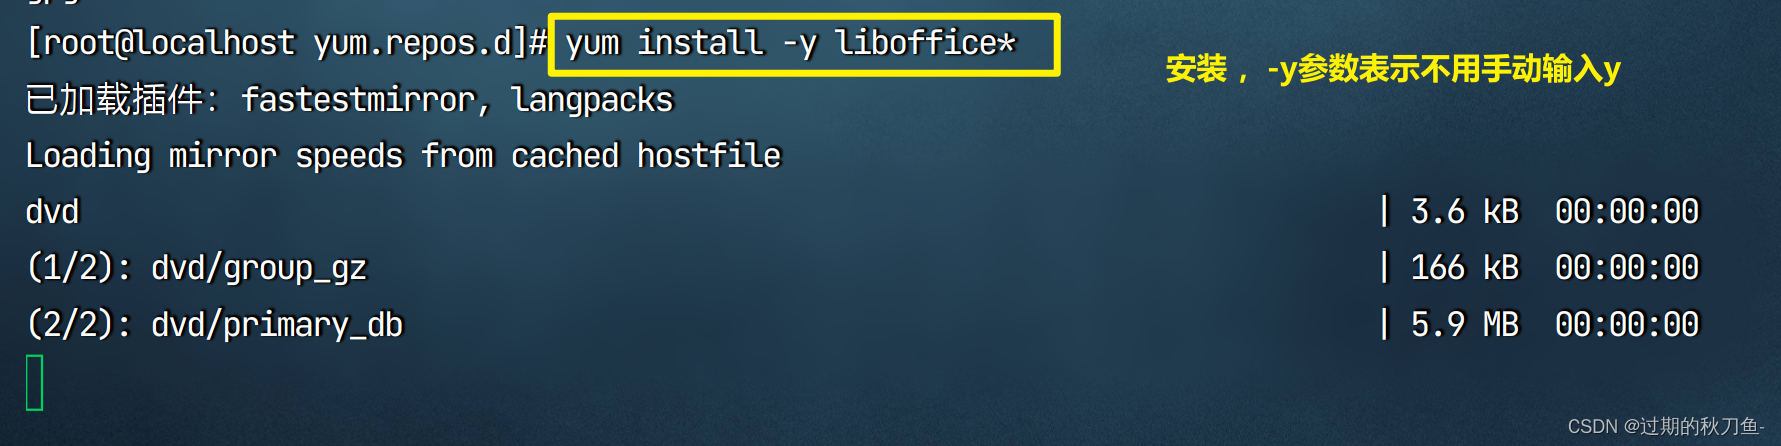 [root@localhost yum.repos.d]# yum install -y liboffice*
安装，-y参数表示不用手动输入y
已加载插件：fastestmirror, langpacks
Loading mirror speeds from cached hostfile
dvd | 3.6 kB 00:00:00
(1/2): dvd/group_gz | 166 kB 00:00:00
(2/2): dvd/primary_db | 5.9 MB 00:00:00
CSDN @过期的秋刀鱼-